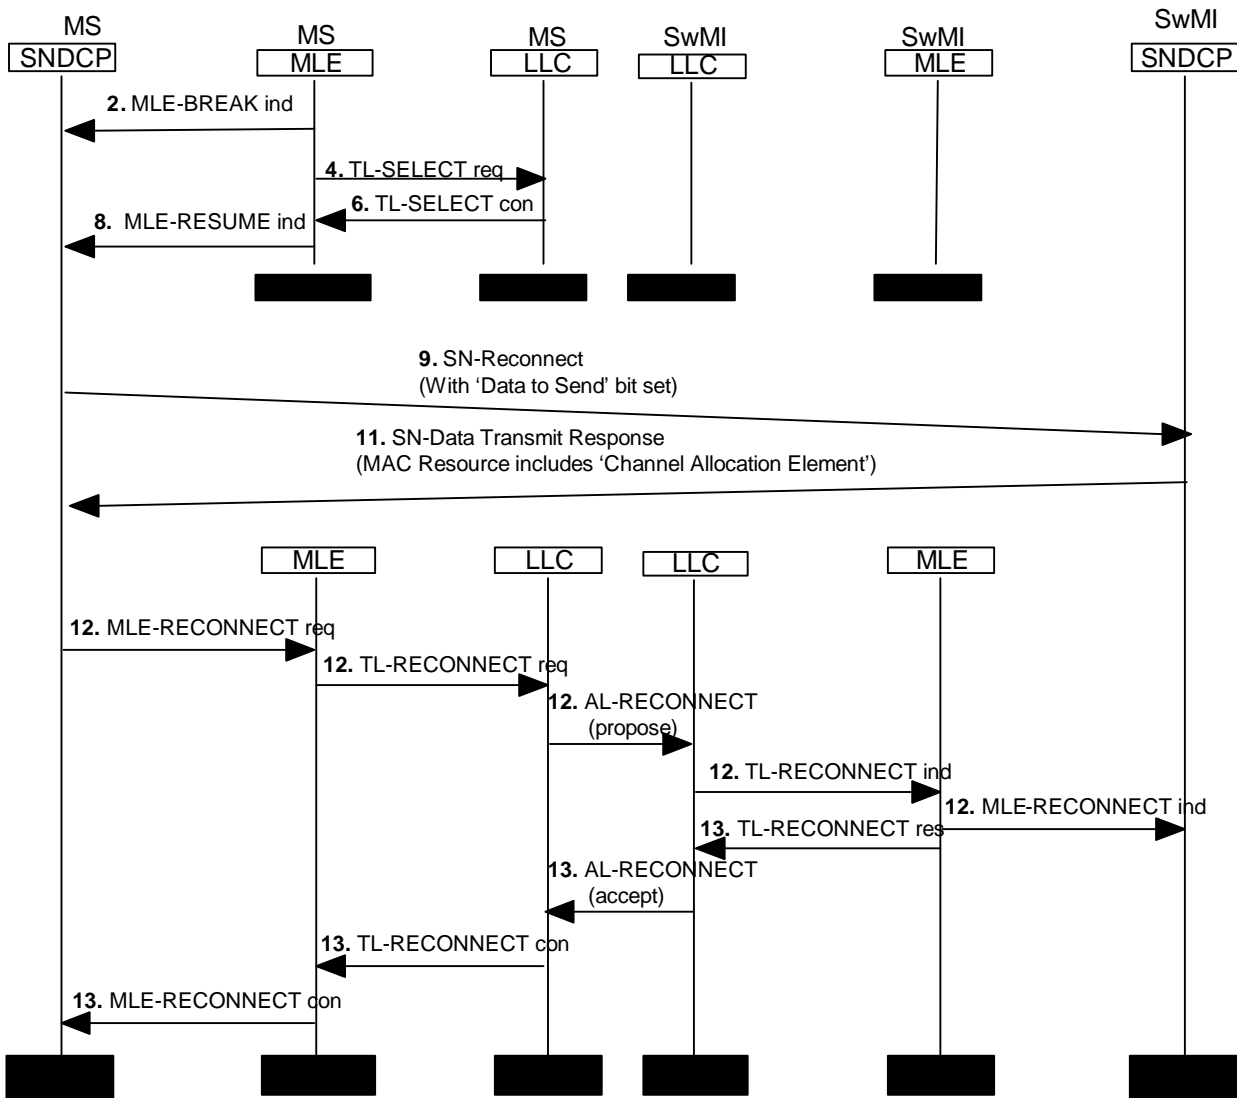 MS
MS
MS
SwMI
SwMI
SwMI
SNDCP
MLE
LLC
LLC
MLE
SNDCP
2. MLE-BREAK ind
4. TL-SELECT req
6. TL-SELECT con
8. MLE-RESUME ind
9. SN-Reconnect
(With ‘Data to Send’ bit set)
11. SN-Data Transmit Response
(MAC Resource includes ‘Channel Allocation Element’)
MLE
LLC
LLC
MLE
12. MLE-RECONNECT req
12. TL-RECONNECT req
12. AL-RECONNECT
(propose)
12. TL-RECONNECT ind
12. MLE-RECONNECT ind
13. TL-RECONNECT res
13. AL-RECONNECT
(accept)
13. TL-RECONNECT con
13. MLE-RECONNECT con